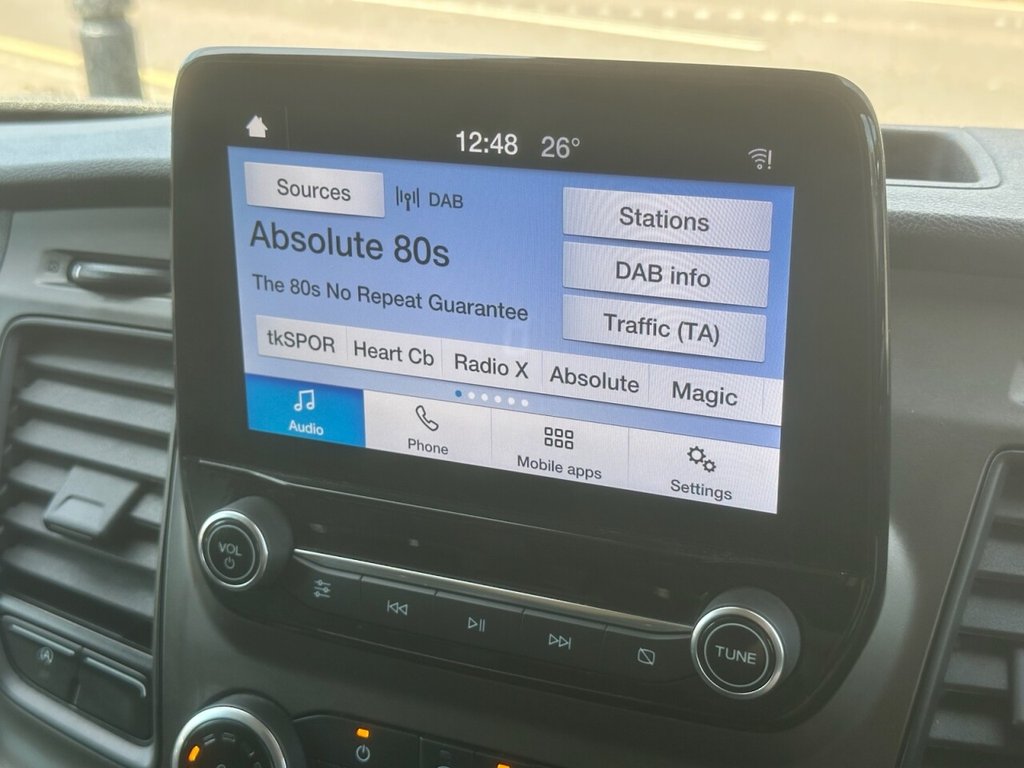 12:48 26°
Sources DAB
Absolute 80s
The 80s No Repeat Guarantee
Stations
DAB info
Traffic (TA)
tkSPOR Heart Cb Radio X Absolute Magic
Audio Phone Mobile apps Settings
VOL
TUNE